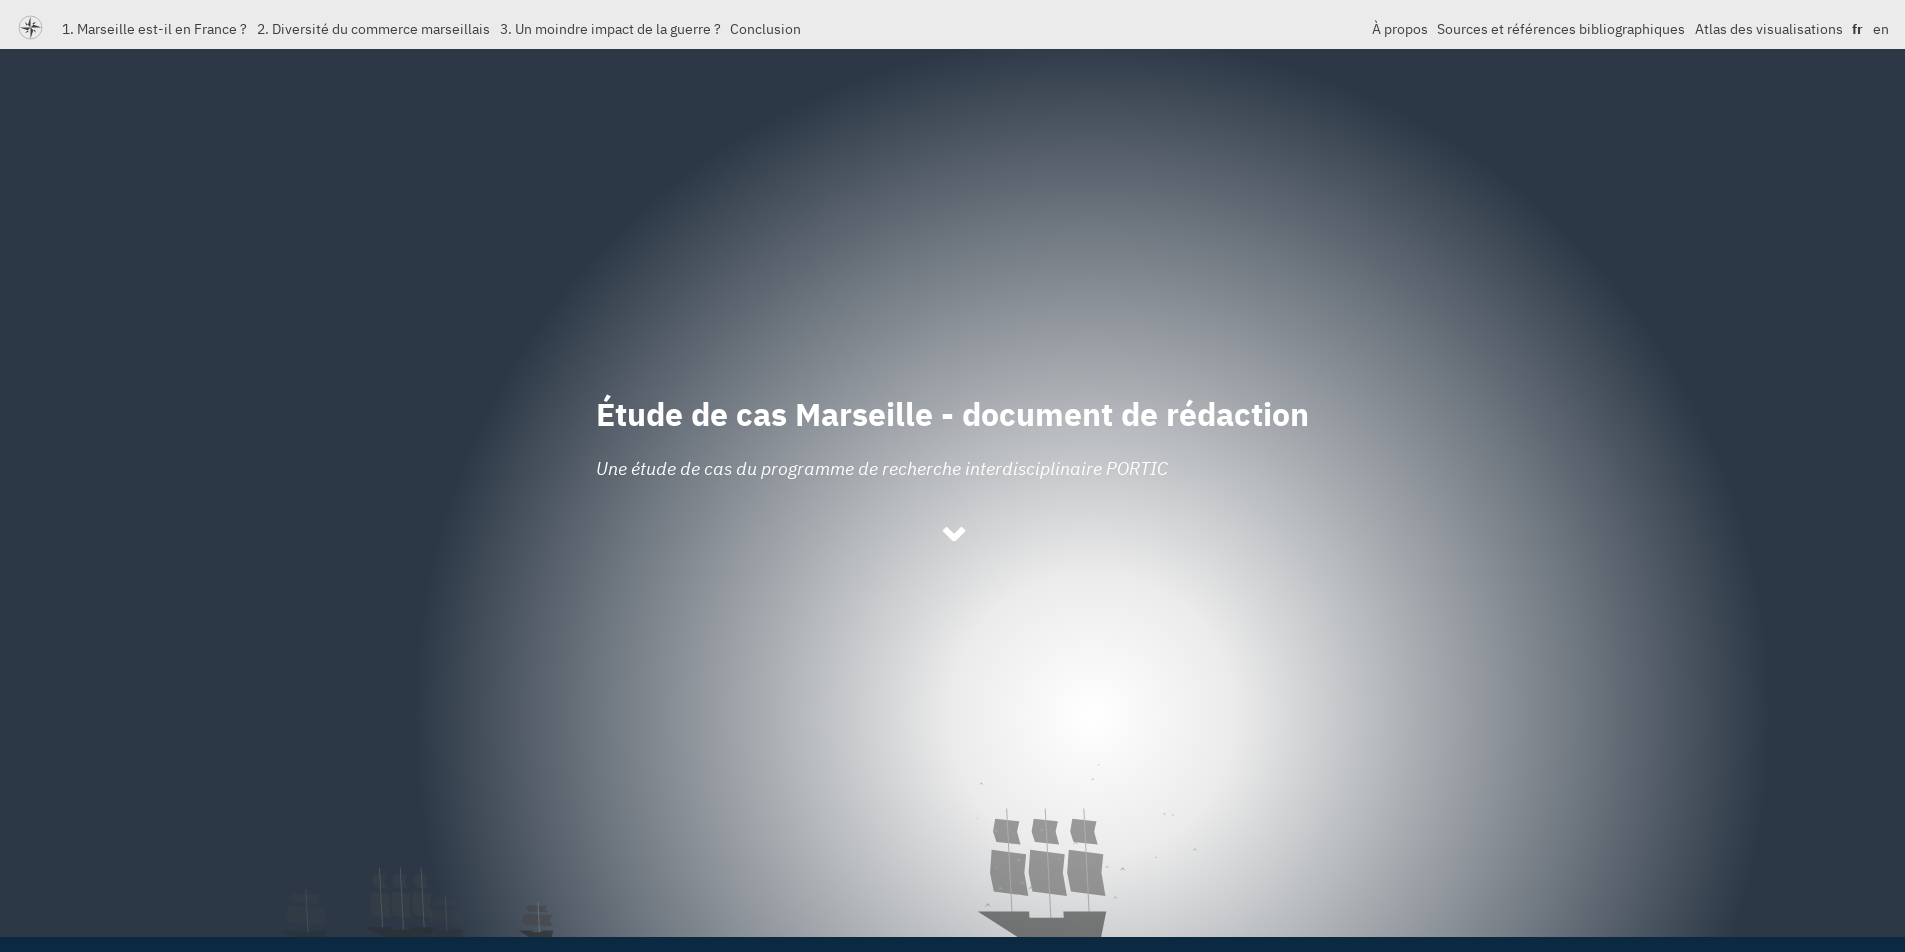 1. Marseille est-il en France ? 2. Diversité du commerce marseillais 3. Un moindre impact de la guerre ? Conclusion À propos Sources et références bibliographiques Atlas des visualisations fr en
Étude de cas Marseille - document de rédaction
Une étude de cas du programme de recherche interdisciplinaire PORTIC